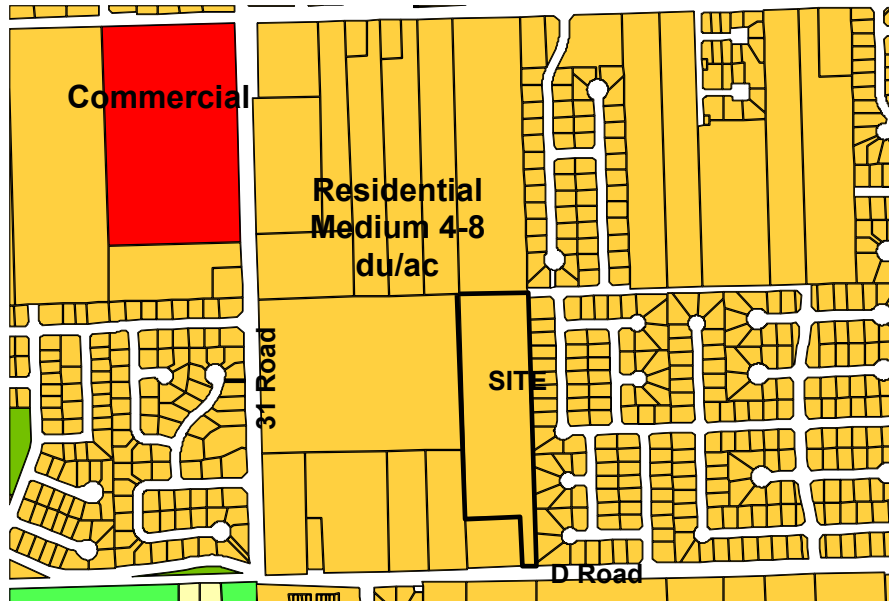 Commercial
Residential
Medium 4-8
du/ac
SITE
31 Road
D Road